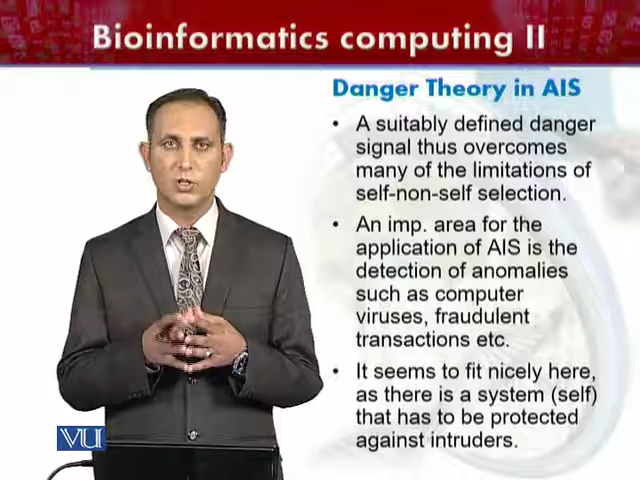 Bioinformatics computing II
Danger Theory in AIS
• A suitably defined danger
signal thus overcomes
many of the limitations of
self-non-self selection.
• An imp. area for the
application of AIS is the
detection of anomalies
such as computer
viruses, fraudulent
transactions etc.
• It seems to fit nicely here,
as there is a system (self)
that has to be protected
against intruders.
VU